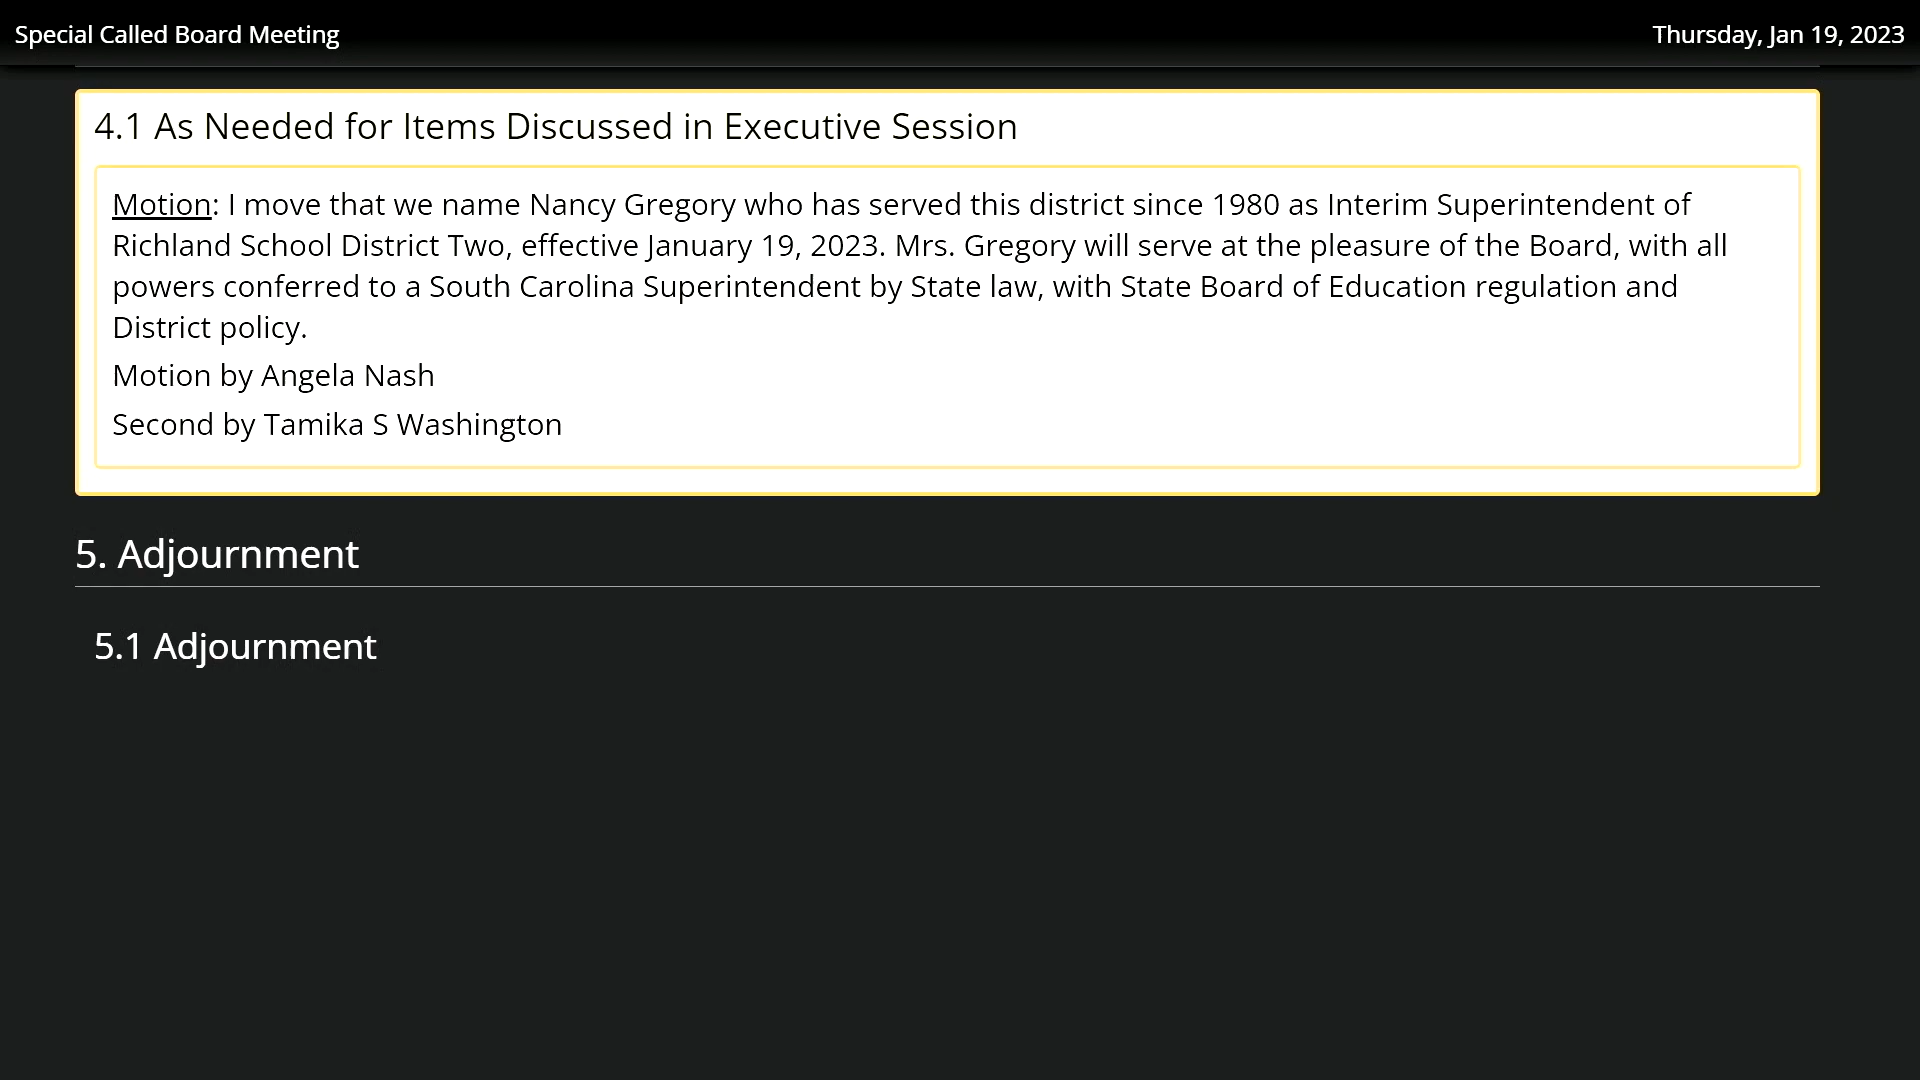 Special Called Board Meeting
Thursday, Jan 19, 2023
4.1 As Needed for Items Discussed in Executive Session
Motion: I move that we name Nancy Gregory who has served this district since 1980 as Interim Superintendent of
Richland School District Two, effective January 19, 2023. Mrs. Gregory will serve at the pleasure of the Board, with all
powers conferred to a South Carolina Superintendent by State law, with State Board of Education regulation and
District policy.
Motion by Angela Nash
Second by Tamika S Washington
5. Adjournment
5.1 Adjournment